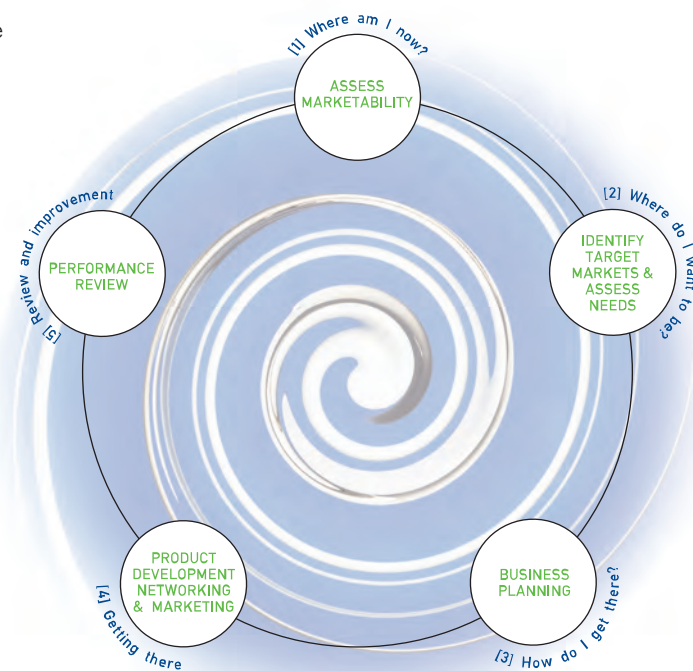 e
[1] Where am I now?
ASSESS
MARKETABILITY
[2] Where do I want to be?
IDENTIFY
TARGET
MARKETS &
ASSESS
NEEDS
[3] How do I get there?
BUSINESS
PLANNING
[4] Getting there
PRODUCT
DEVELOPMENT
NETWORKING
& MARKETING
[5] Review and improvement
PERFORMANCE
REVIEW